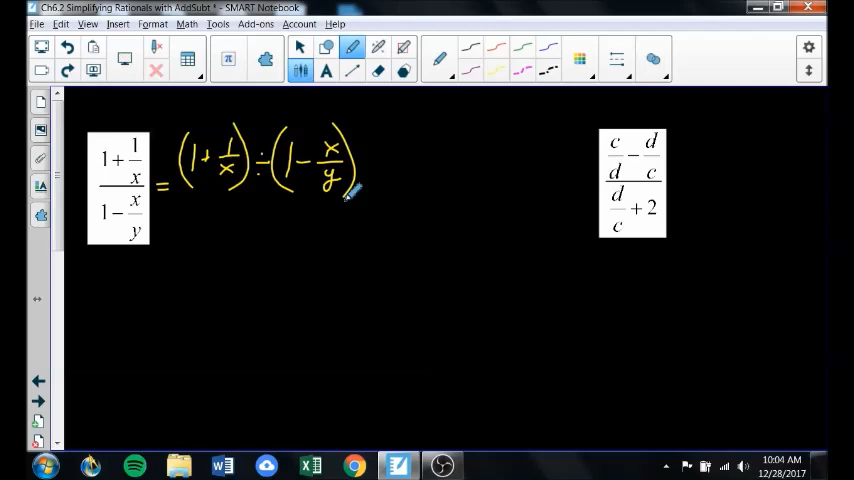 Ch6.2 Simplifying Rationals with AddSubt * - SMART Notebook
File Edit View Insert Format Math Tools Add-ons Account Help
(1 + 1/x)/(1 − x/y) = (1 + 1/x) ÷ (1 − x/y)
(c/d − d/c)/(d/c + 2)
10:04 AM
12/28/2017